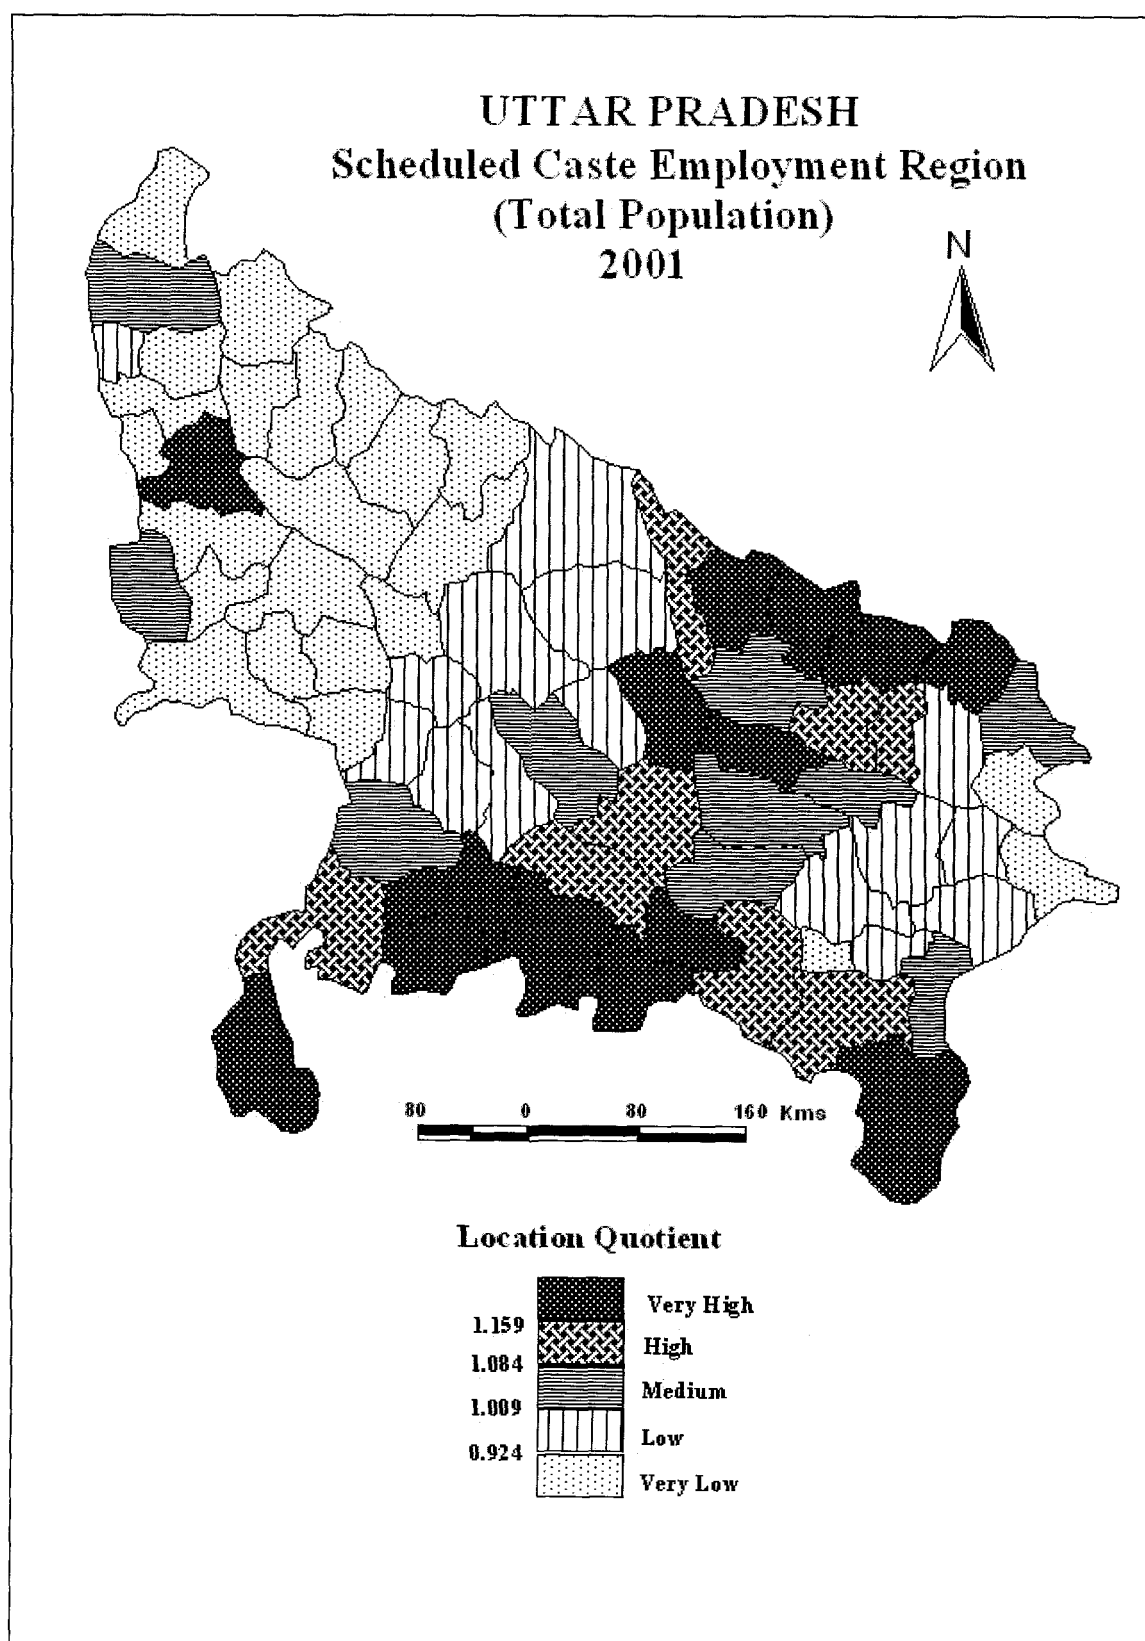 UTTAR PRADESH
Scheduled Caste Employment Region
(Total Population)
2001
N
80 0 80 160 Kms
Location Quotient
Very High
1.159
High
1.084
Medium
1.009
Low
0.924
Very Low